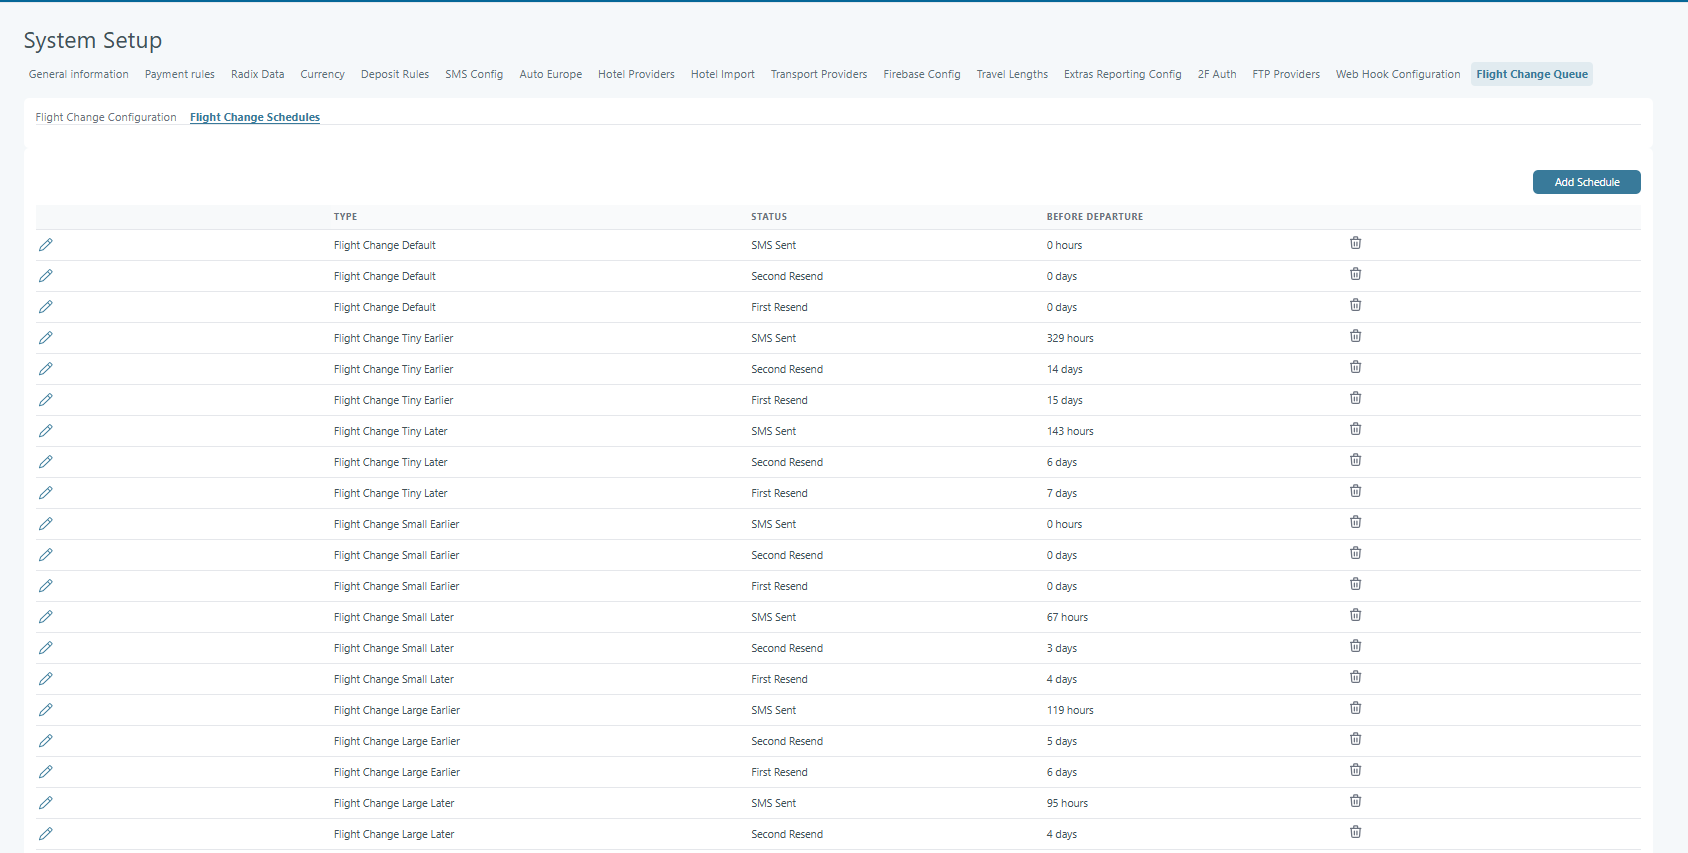 System Setup
General information Payment rules Radix Data Currency Deposit Rules SMS Config Auto Europe Hotel Providers Hotel Import Transport Providers Firebase Config Travel Lengths Extras Reporting Config 2F Auth FTP Providers Web Hook Configuration Flight Change Queue
Flight Change Configuration Flight Change Schedules
Add Schedule
TYPE STATUS BEFORE DEPARTURE
Flight Change Default SMS Sent 0 hours
Flight Change Default Second Resend 0 days
Flight Change Default First Resend 0 days
Flight Change Tiny Earlier SMS Sent 329 hours
Flight Change Tiny Earlier Second Resend 14 days
Flight Change Tiny Earlier First Resend 15 days
Flight Change Tiny Later SMS Sent 143 hours
Flight Change Tiny Later Second Resend 6 days
Flight Change Tiny Later First Resend 7 days
Flight Change Small Earlier SMS Sent 0 hours
Flight Change Small Earlier Second Resend 0 days
Flight Change Small Earlier First Resend 0 days
Flight Change Small Later SMS Sent 67 hours
Flight Change Small Later Second Resend 3 days
Flight Change Small Later First Resend 4 days
Flight Change Large Earlier SMS Sent 119 hours
Flight Change Large Earlier Second Resend 5 days
Flight Change Large Earlier First Resend 6 days
Flight Change Large Later SMS Sent 95 hours
Flight Change Large Later Second Resend 4 days